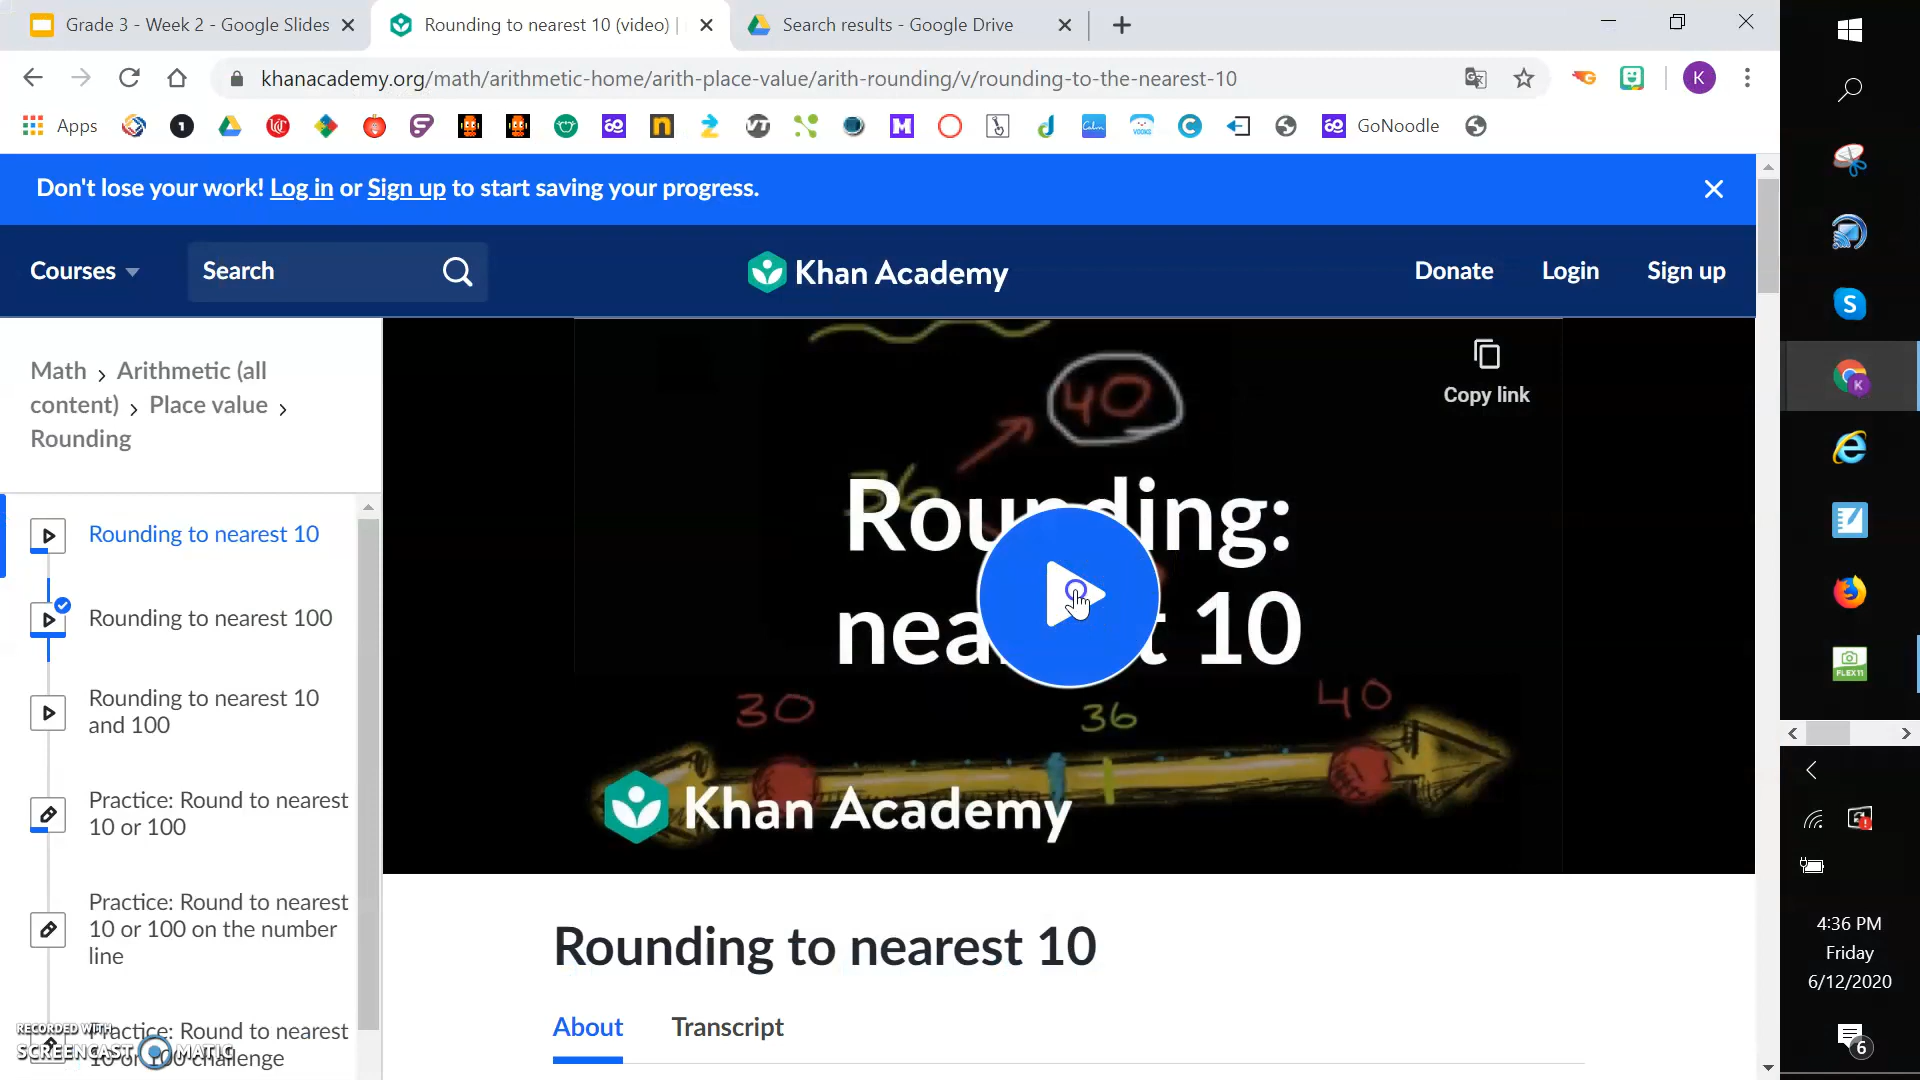 Grade 3 - Week 2 - Google Slides
Rounding to nearest 10 (video) |
Search results - Google Drive
khanacademy.org/math/arithmetic-home/arith-place-value/arith-rounding/v/rounding-to-the-nearest-10
K
Apps
GoNoodle
Don't lose your work! Log in or Sign up to start saving your progress.
Courses
Search
Khan Academy
Donate
Login
Sign up
Math > Arithmetic (all
content) > Place value >
Rounding
Rounding to nearest 10
Rounding to nearest 100
Rounding to nearest 10
and 100
Practice: Round to nearest
10 or 100
Practice: Round to nearest
10 or 100 on the number
line
Practice: Round to nearest
10 or 100 challenge
RECORDED WITH
SCREENCAST MATIC
40
Copy link
36
Rounding:
nearest 10
30
36
40
Khan Academy
Rounding to nearest 10
About
Transcript
4:36 PM
Friday
6/12/2020
6